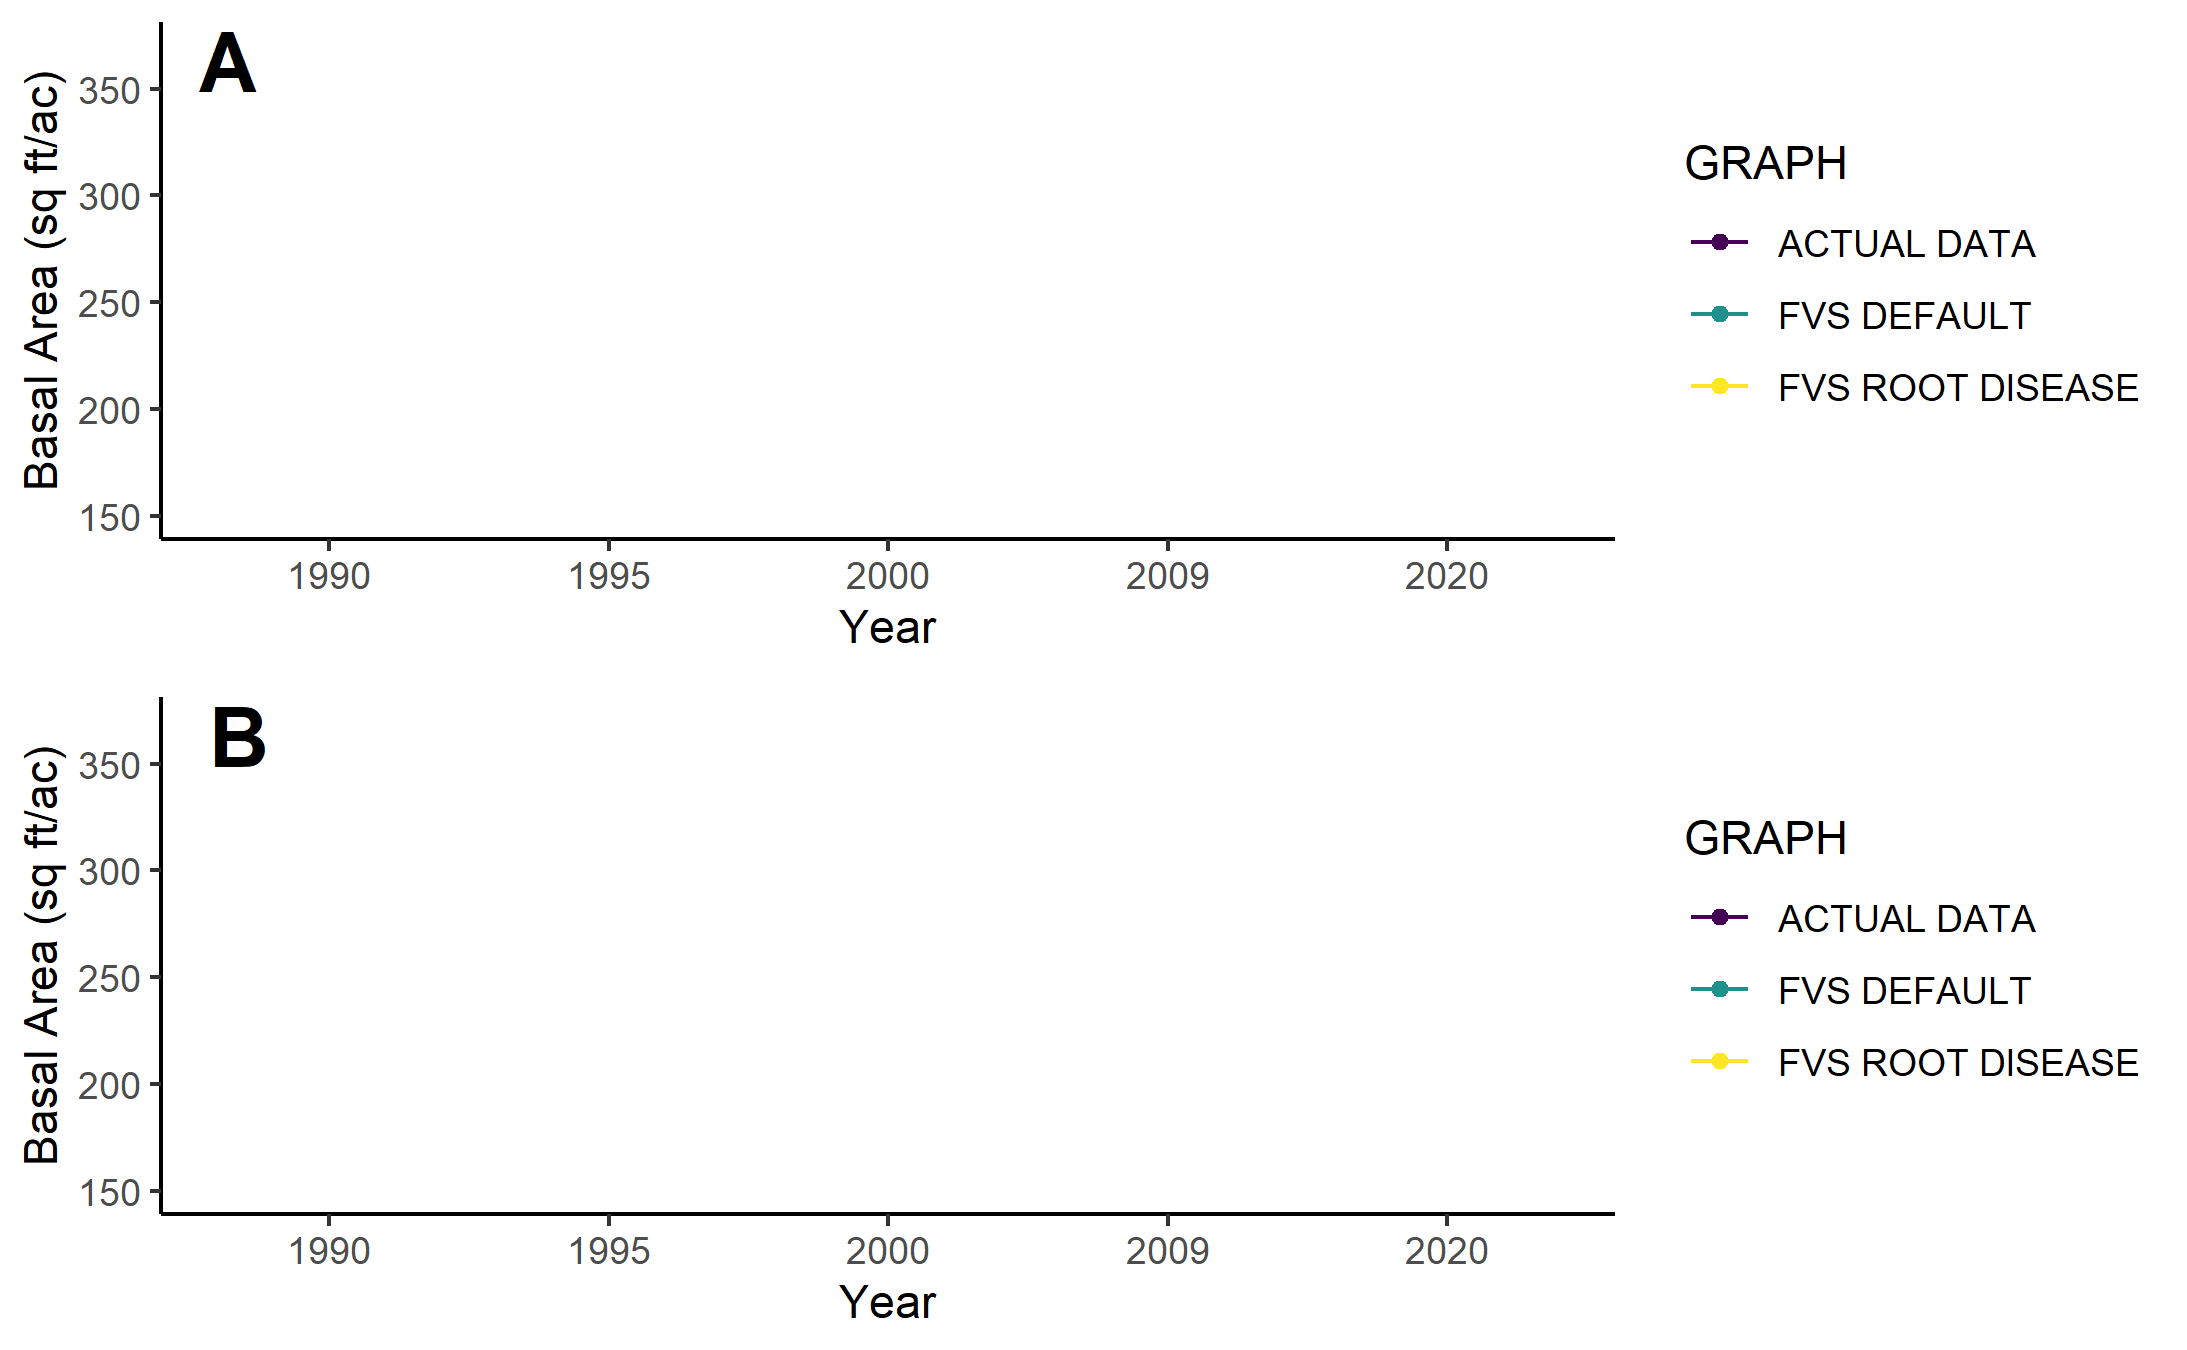 A
Basal Area (sq ft/ac)
350
300
250
200
150
1990 1995 2000 2009 2020
Year
GRAPH
ACTUAL DATA
FVS DEFAULT
FVS ROOT DISEASE
B
Basal Area (sq ft/ac)
350
300
250
200
150
1990 1995 2000 2009 2020
Year
GRAPH
ACTUAL DATA
FVS DEFAULT
FVS ROOT DISEASE